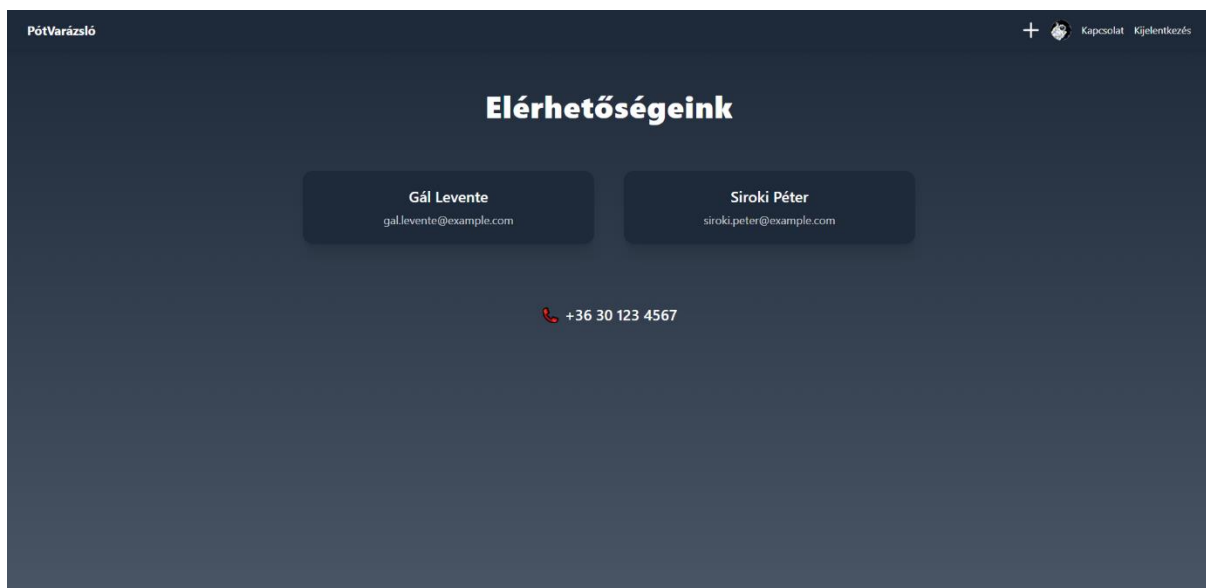 PótVarázsló
Kapcsolat Kijelentkezés
Elérhetőségeink
Gál Levente
gal.levente@example.com
Siroki Péter
siroki.peter@example.com
+36 30 123 4567